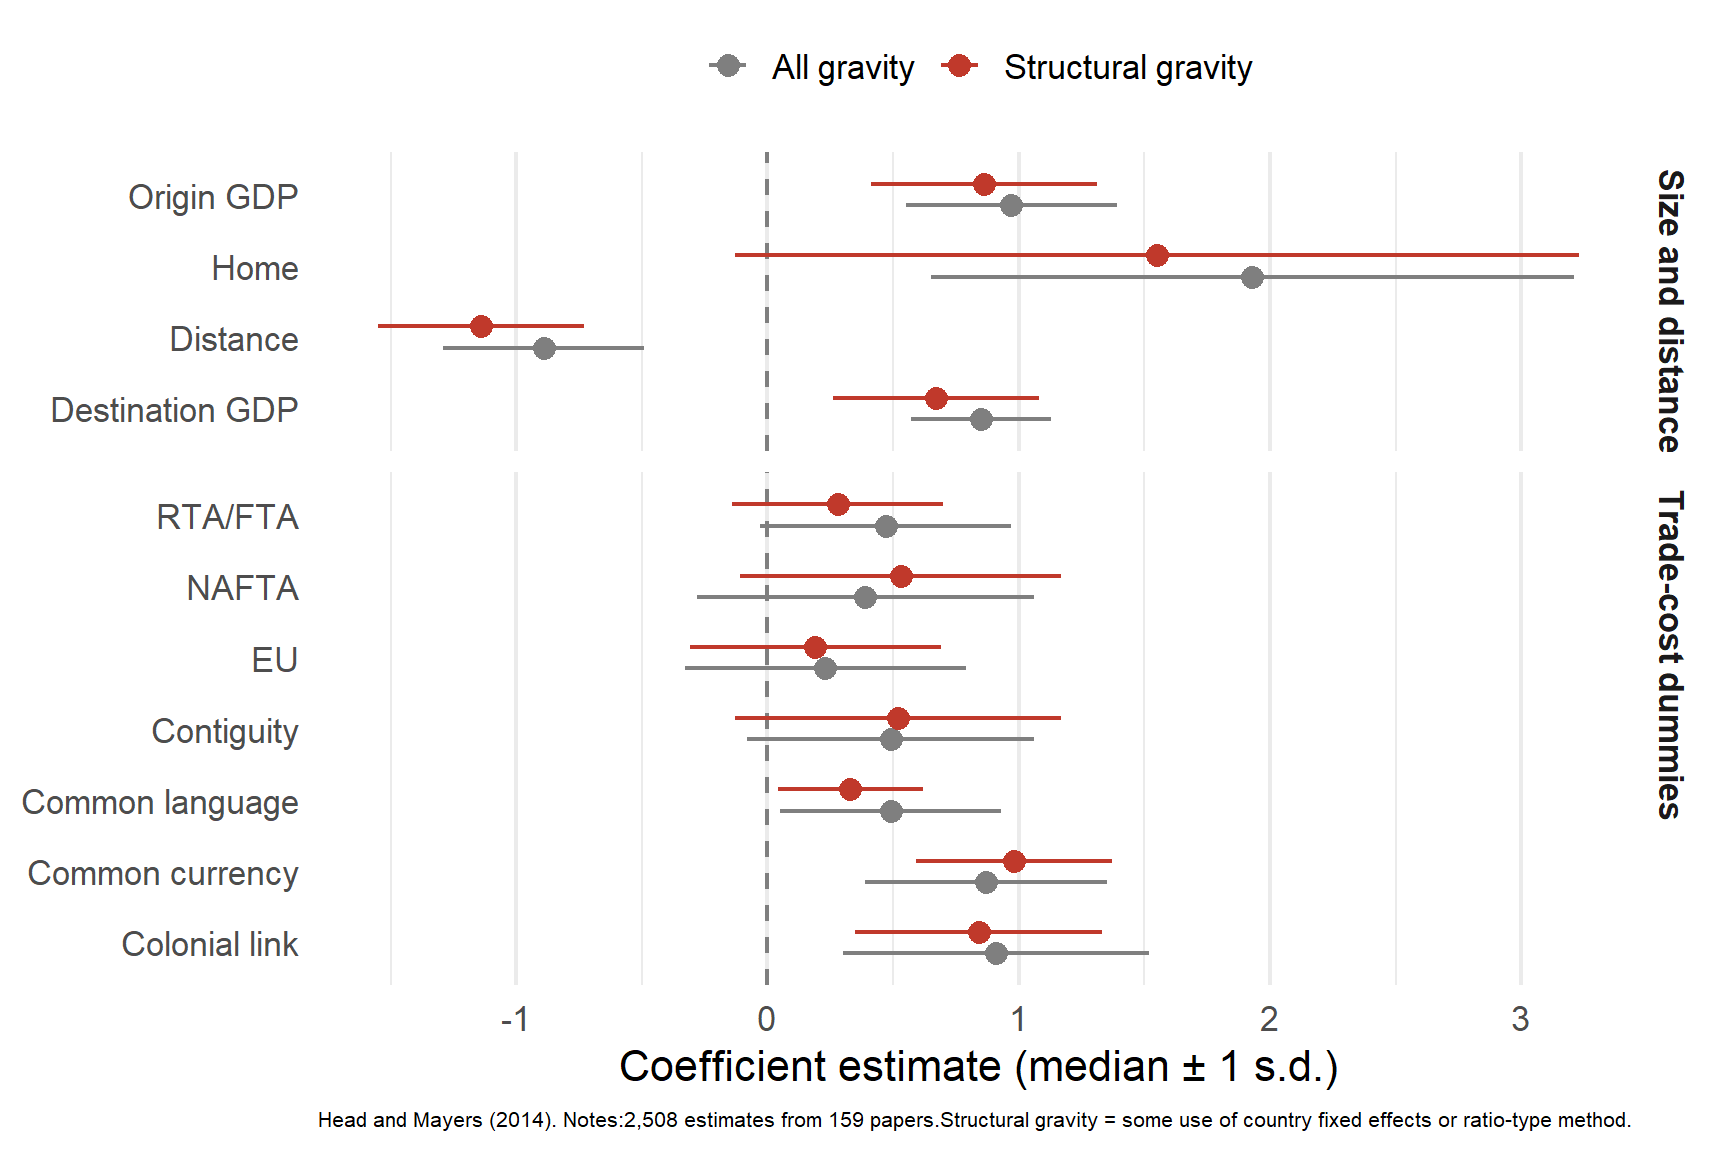 All gravity
Structural gravity
Size and distance
Origin GDP
Home
Distance
Destination GDP
Trade-cost dummies
RTA/FTA
NAFTA
EU
Contiguity
Common language
Common currency
Colonial link
-1 0 1 2 3
Coefficient estimate (median ± 1 s.d.)
Head and Mayers (2014). Notes:2,508 estimates from 159 papers.Structural gravity = some use of country fixed effects or ratio-type method.